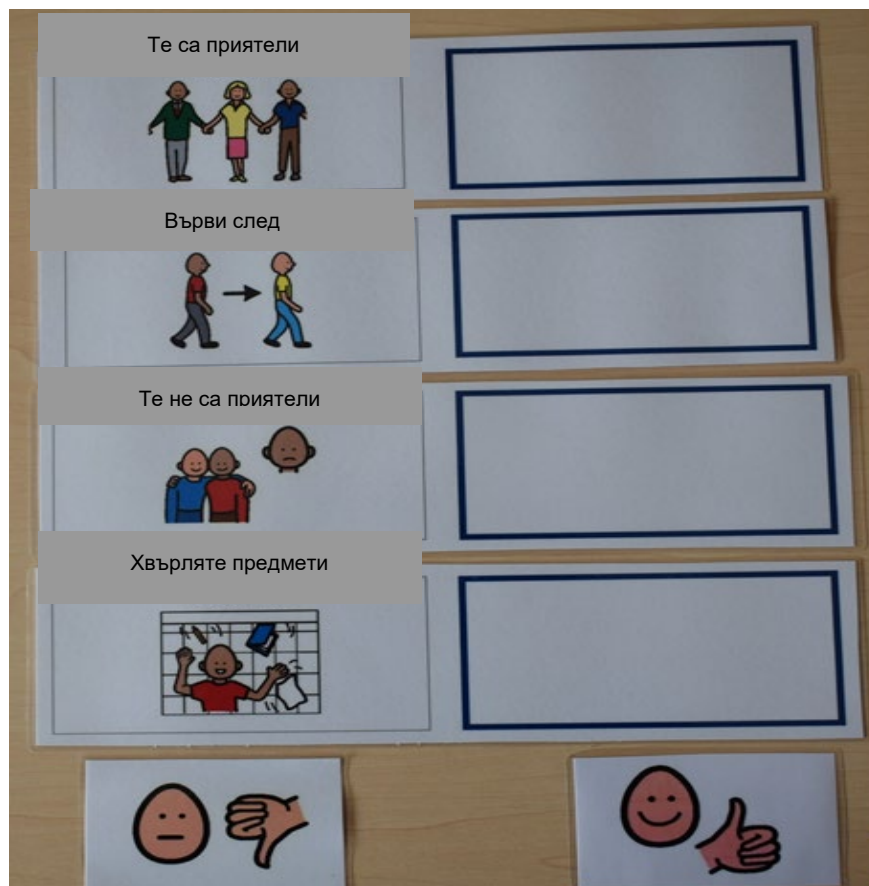 Те са приятели
Върви след
Те не са приятели
Хвърляте предмети